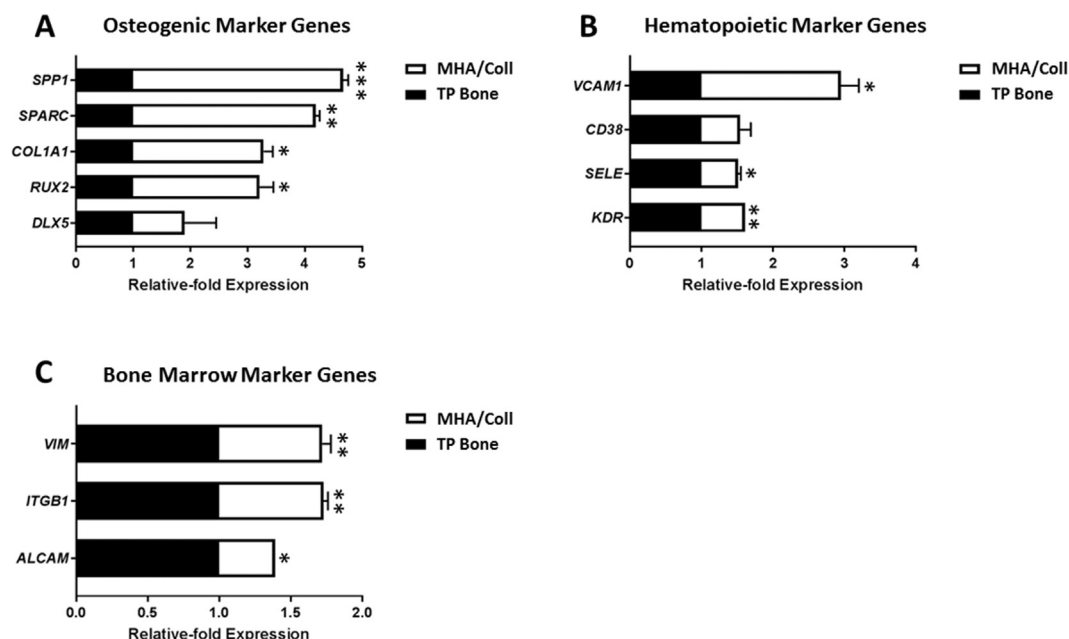 A
Osteogenic Marker Genes
SPP1
SPARC
COL1A1
RUX2
DLX5
***
**
*
*
MHA/Coll
TP Bone
0 1 2 3 4 5
Relative-fold Expression
B
Hematopoietic Marker Genes
VCAM1
CD38
SELE
KDR
*
*
**
MHA/Coll
TP Bone
0 1 2 3 4
Relative-fold Expression
C
Bone Marrow Marker Genes
VIM
ITGB1
ALCAM
**
**
*
MHA/Coll
TP Bone
0.0 0.5 1.0 1.5 2.0
Relative-fold Expression